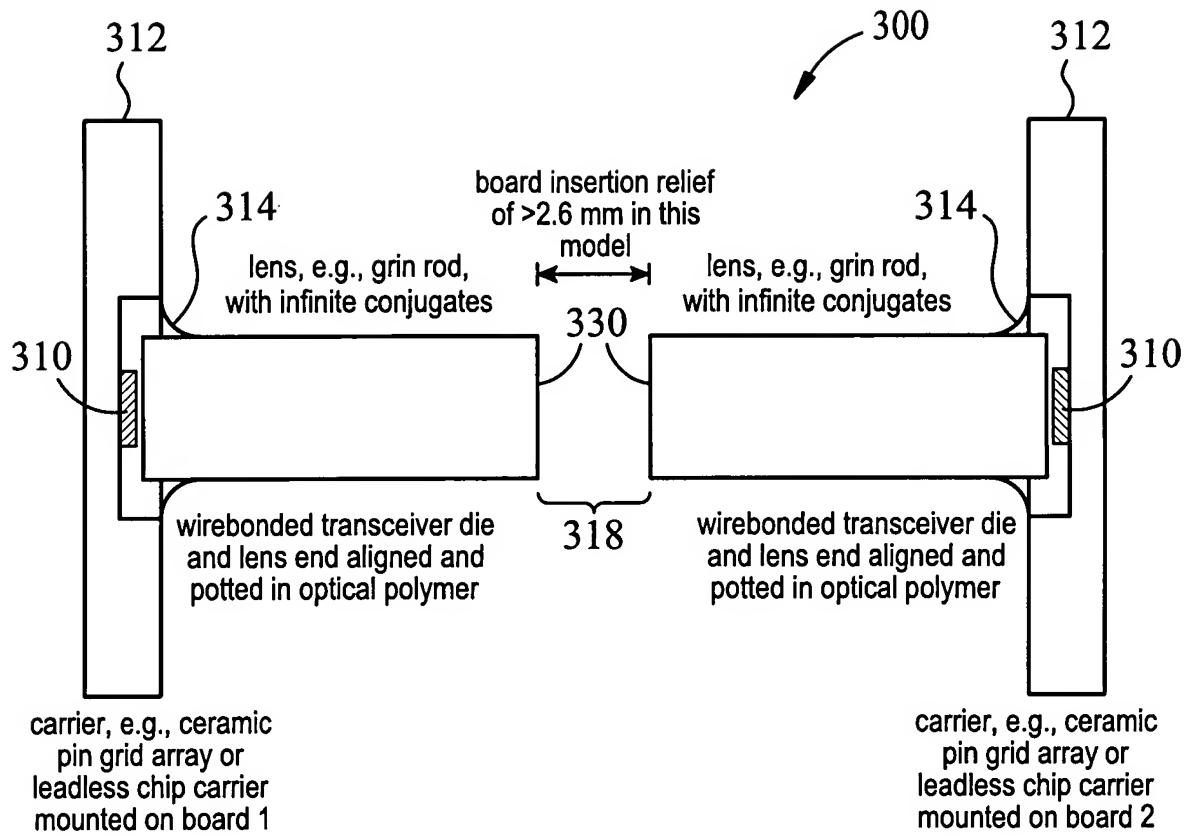 312
300
312
board insertion relief
of >2.6 mm in this
model
314
314
lens, e.g., grin rod,
with infinite conjugates
lens, e.g., grin rod,
with infinite conjugates
310
330
310
318
wirebonded transceiver die
and lens end aligned and
potted in optical polymer
wirebonded transceiver die
and lens end aligned and
potted in optical polymer
carrier, e.g., ceramic
pin grid array or
leadless chip carrier
mounted on board 1
carrier, e.g., ceramic
pin grid array or
leadless chip carrier
mounted on board 2